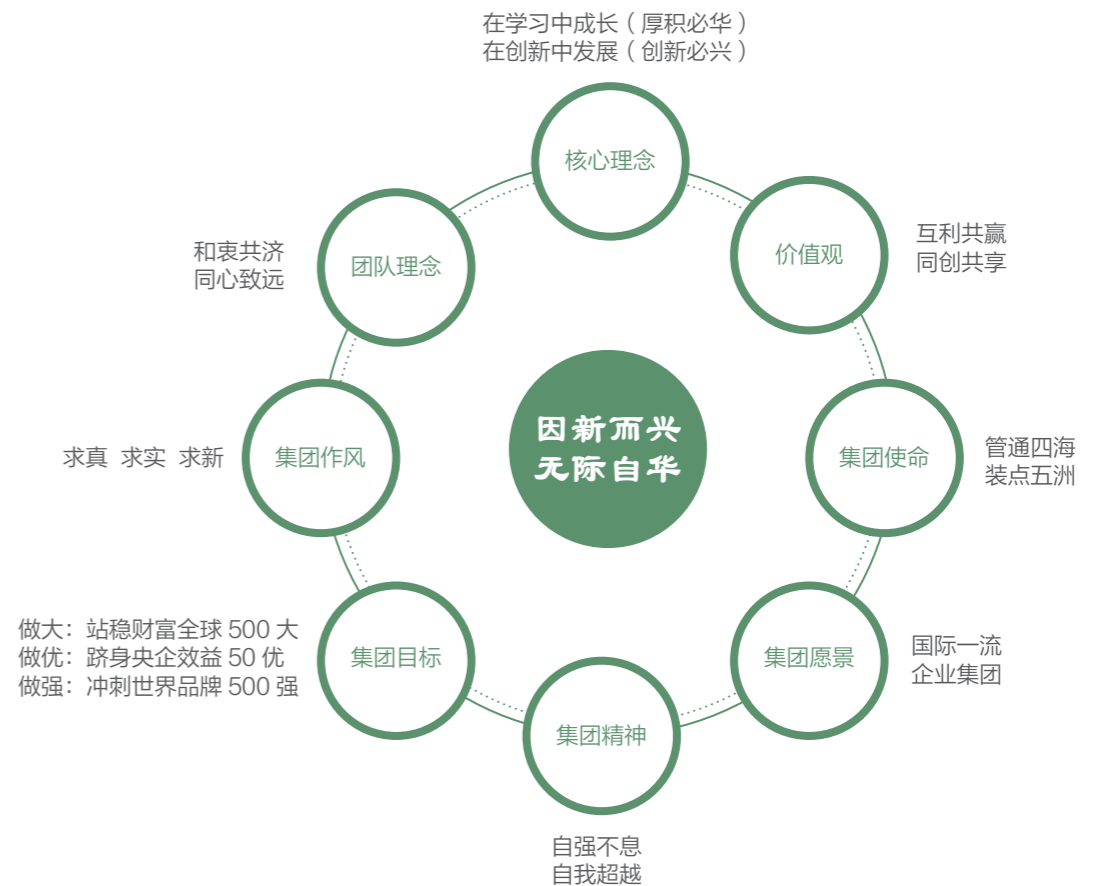 在学习中成长（厚积必华）
在创新中发展（创新必兴）
核心理念
价值观
互利共赢
同创共享
集团使命
管通四海
装点五洲
集团愿景
国际一流
企业集团
集团精神
自强不息
自我超越
集团目标
做大：站稳财富全球 500 大
做优：跻身央企效益 50 优
做强：冲刺世界品牌 500 强
集团作风
求真 求实 求新
团队理念
和衷共济
同心致远
因新而兴
无际自华